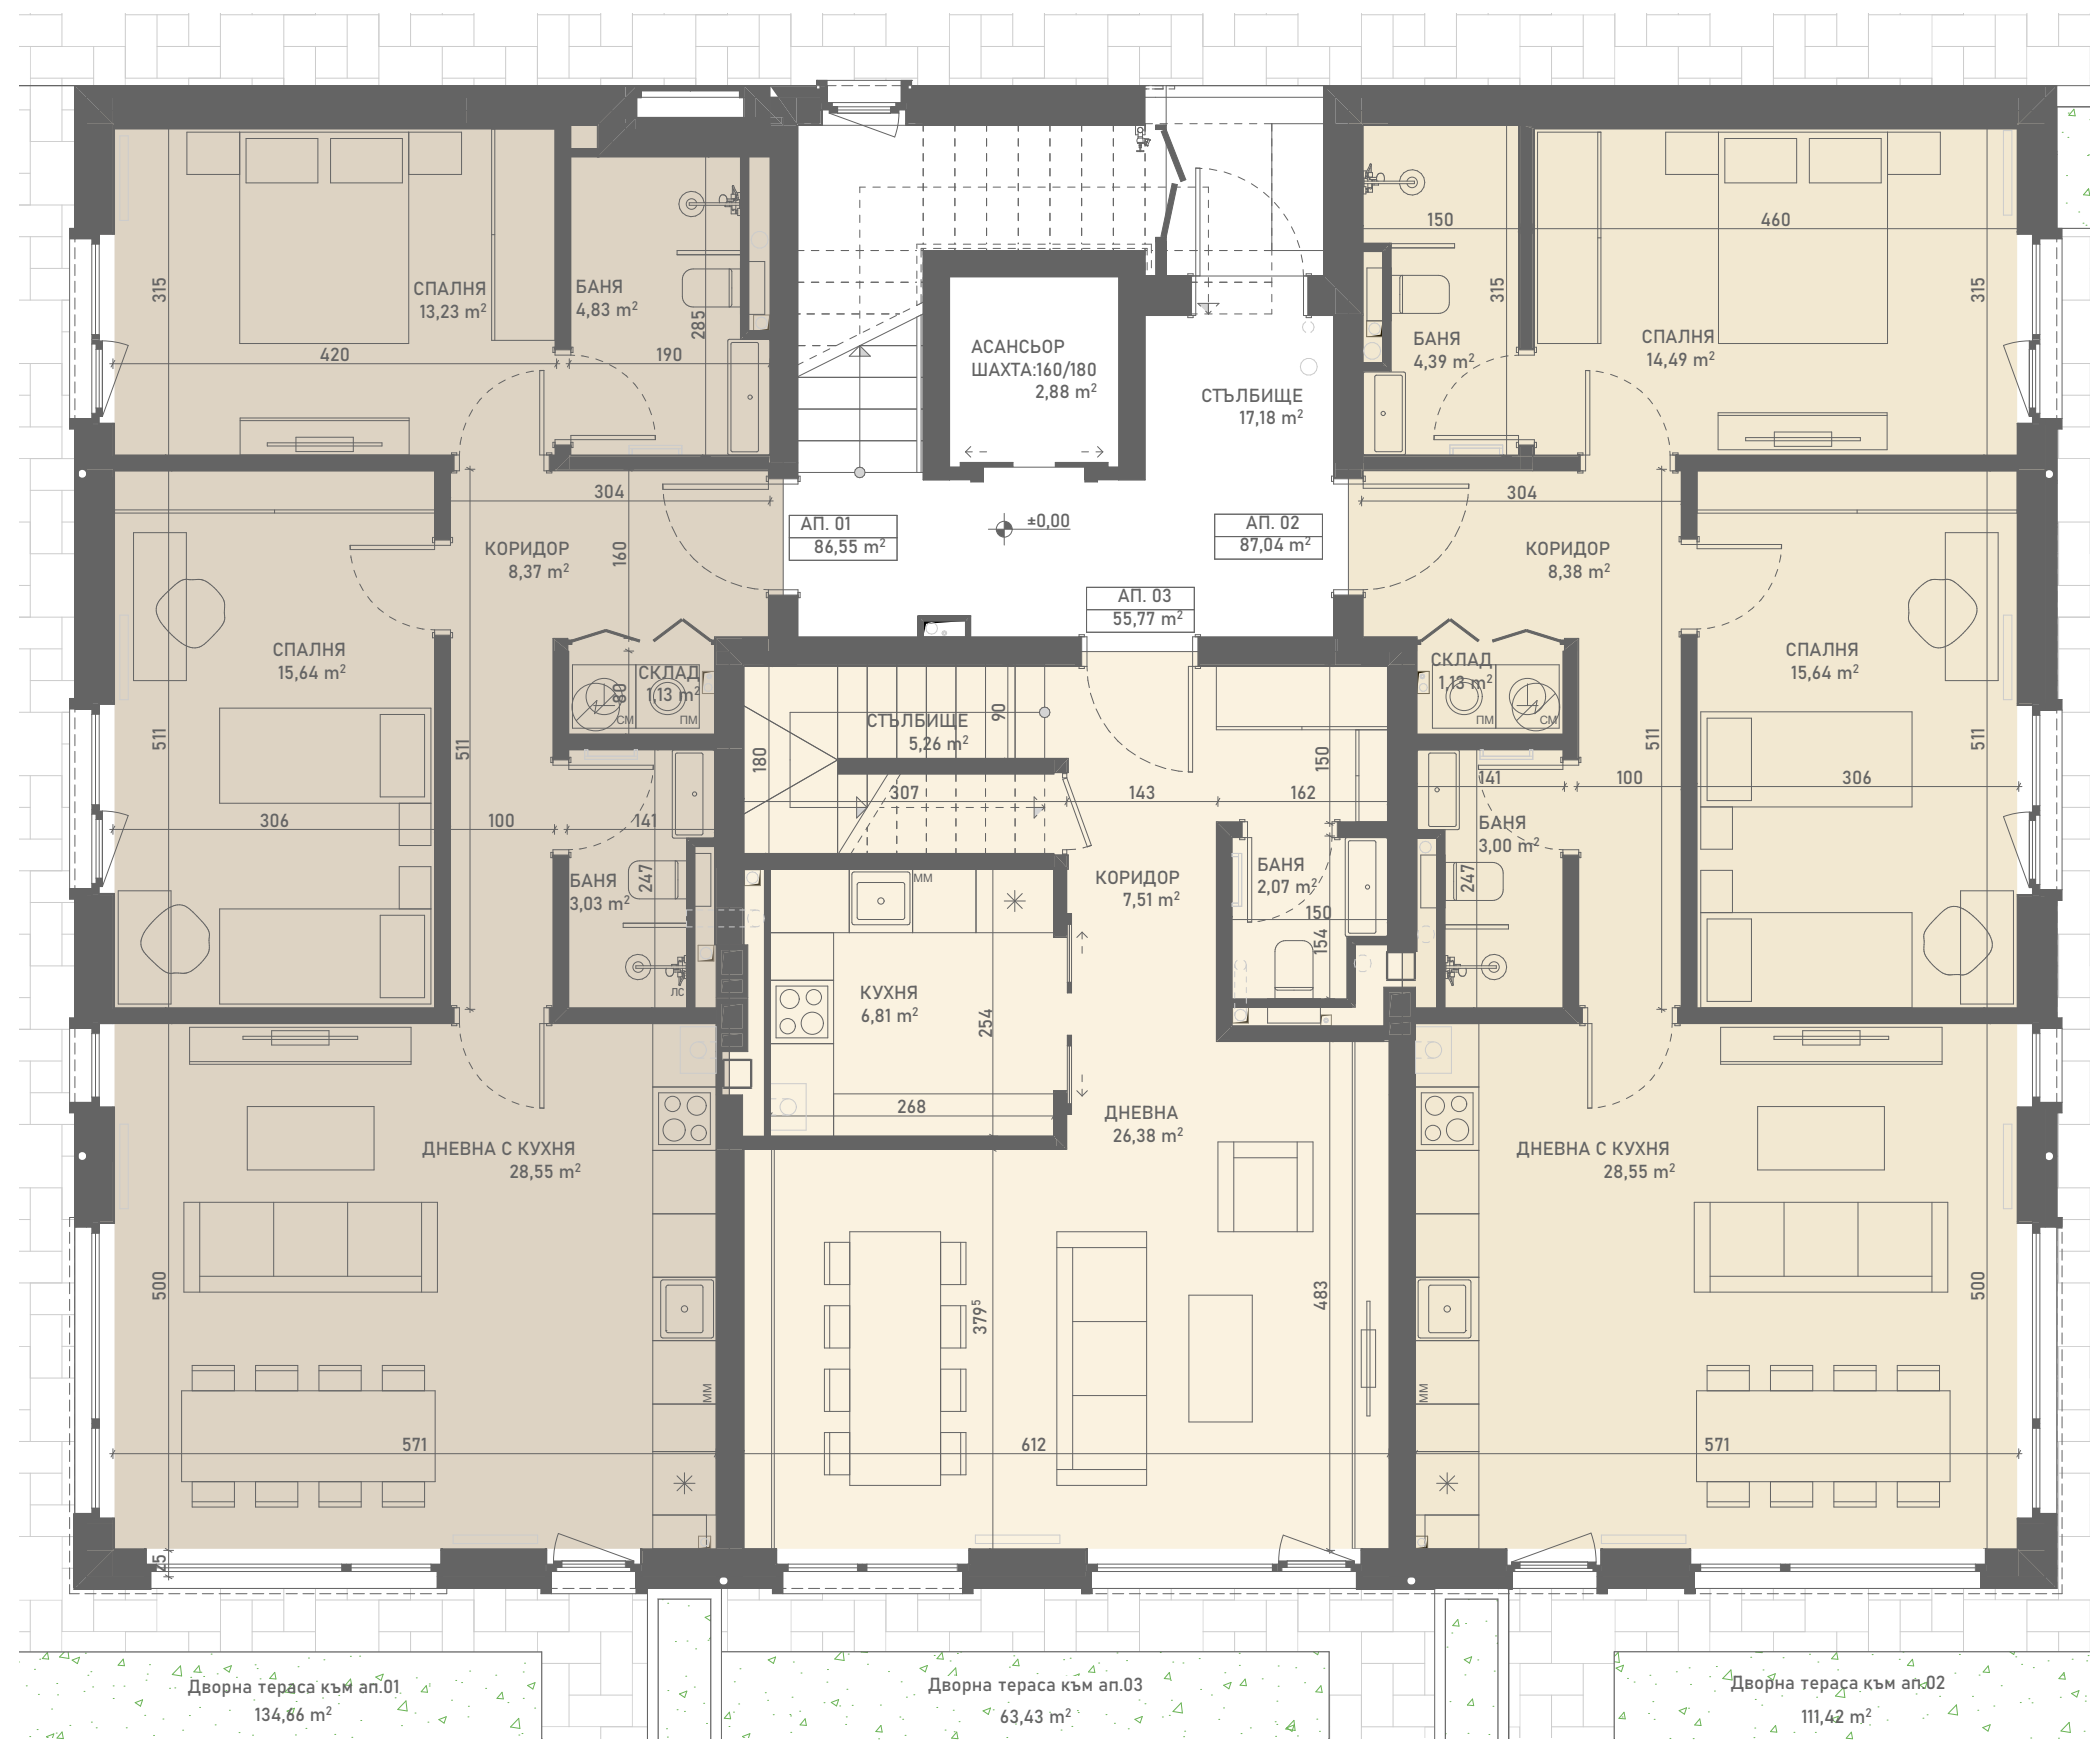 СПАЛНЯ
13,23 m²
315
420
БАНЯ
4,83 m²
285
190
АСАНСЬОР
ШАХТА:160/180
2,88 m²
СТЪЛБИЩЕ
17,18 m²
150
БАНЯ
4,39 m²
315
460
СПАЛНЯ
14,49 m²
315
304
КОРИДОР
8,37 m²
160
АП. 01
86,55 m²
±0,00
АП. 02
87,04 m²
АП. 03
55,77 m²
304
КОРИДОР
8,38 m²
СПАЛНЯ
15,64 m²
511
306
511
100
СКЛАД
1,13 m²
80
СМ
ПМ
141
БАНЯ
3,03 m²
247
ЛС
СТЪЛБИЩЕ
5,26 m²
90
180
307
143
150
162
КОРИДОР
7,51 m²
БАНЯ
2,07 m²
150
154
СКЛАД
1,13 m²
ПМ
СМ
141
БАНЯ
3,00 m²
247
100
511
СПАЛНЯ
15,64 m²
306
511
ММ
КУХНЯ
6,81 m²
254
268
ДНЕВНА
26,38 m²
ДНЕВНА С КУХНЯ
28,55 m²
500
571
ММ
25
379⁵
483
612
ДНЕВНА С КУХНЯ
28,55 m²
500
571
ММ
Дворна тераса към ап.01
134,66 m²
Дворна тераса към ап.03
63,43 m²
Дворна тераса към ап.02
111,42 m²